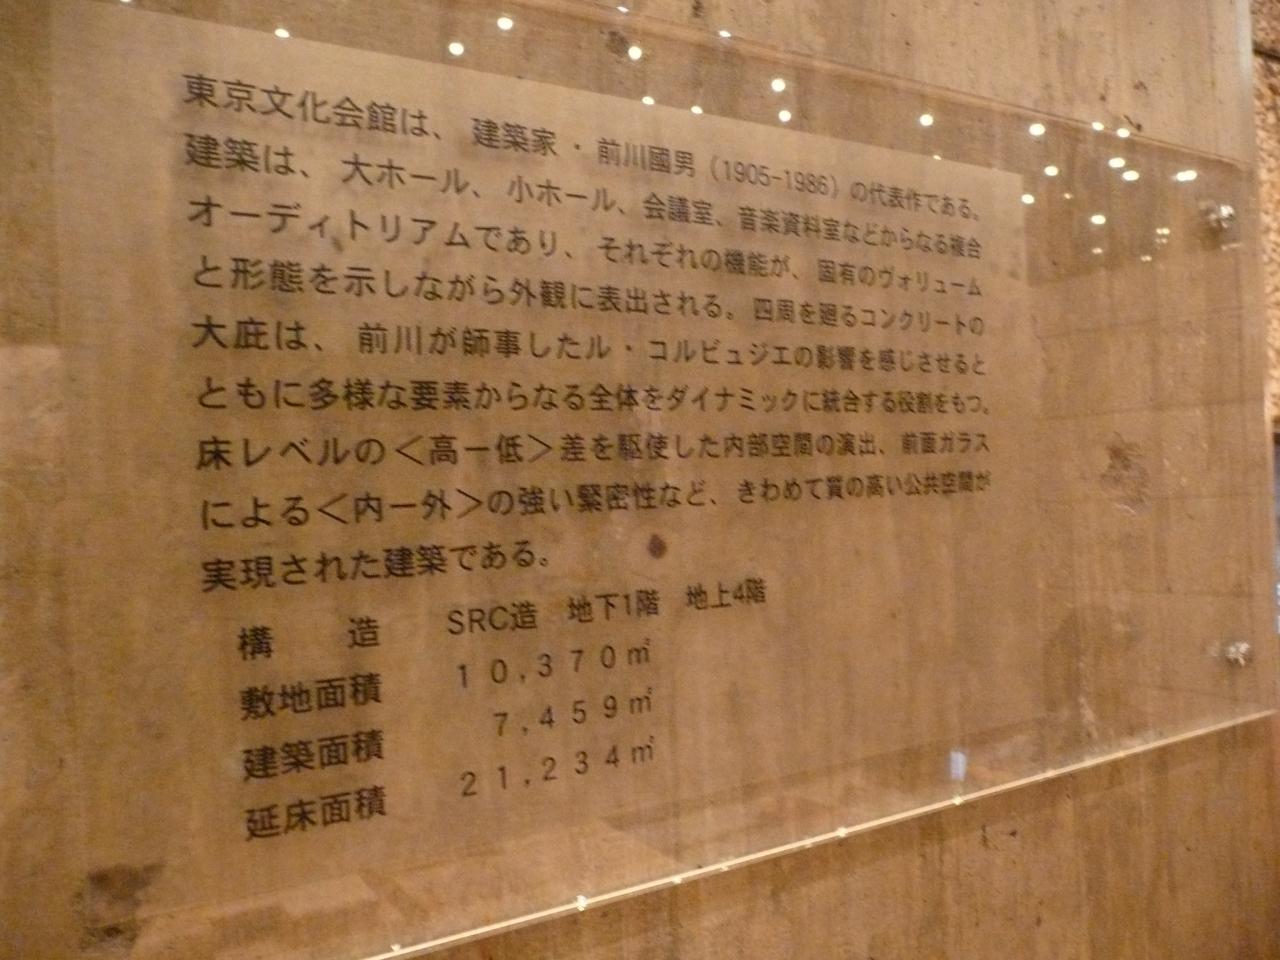 東京文化会館は、建築家・前川國男（1905-1986）の代表作である。
建築は、大ホール、小ホール、会議室、音楽資料室などからなる複合
オーディトリアムであり、それぞれの機能が、固有のヴォリューム
と形態を示しながら外観に表出される。四周を廻るコンクリートの
大庇は、前川が師事したル・コルビュジエの影響を感じさせると
ともに多様な要素からなる全体をダイナミックに統合する役割をもつ。
床レベルの＜高ー低＞差を駆使した内部空間の演出、前面ガラス
による＜内ー外＞の強い緊密性など、きわめて質の高い公共空間が
実現された建築である。
構　　造　SRC造　地下1階　地上4階
敷地面積　10,370㎡
建築面積　7,459㎡
延床面積　21,234㎡